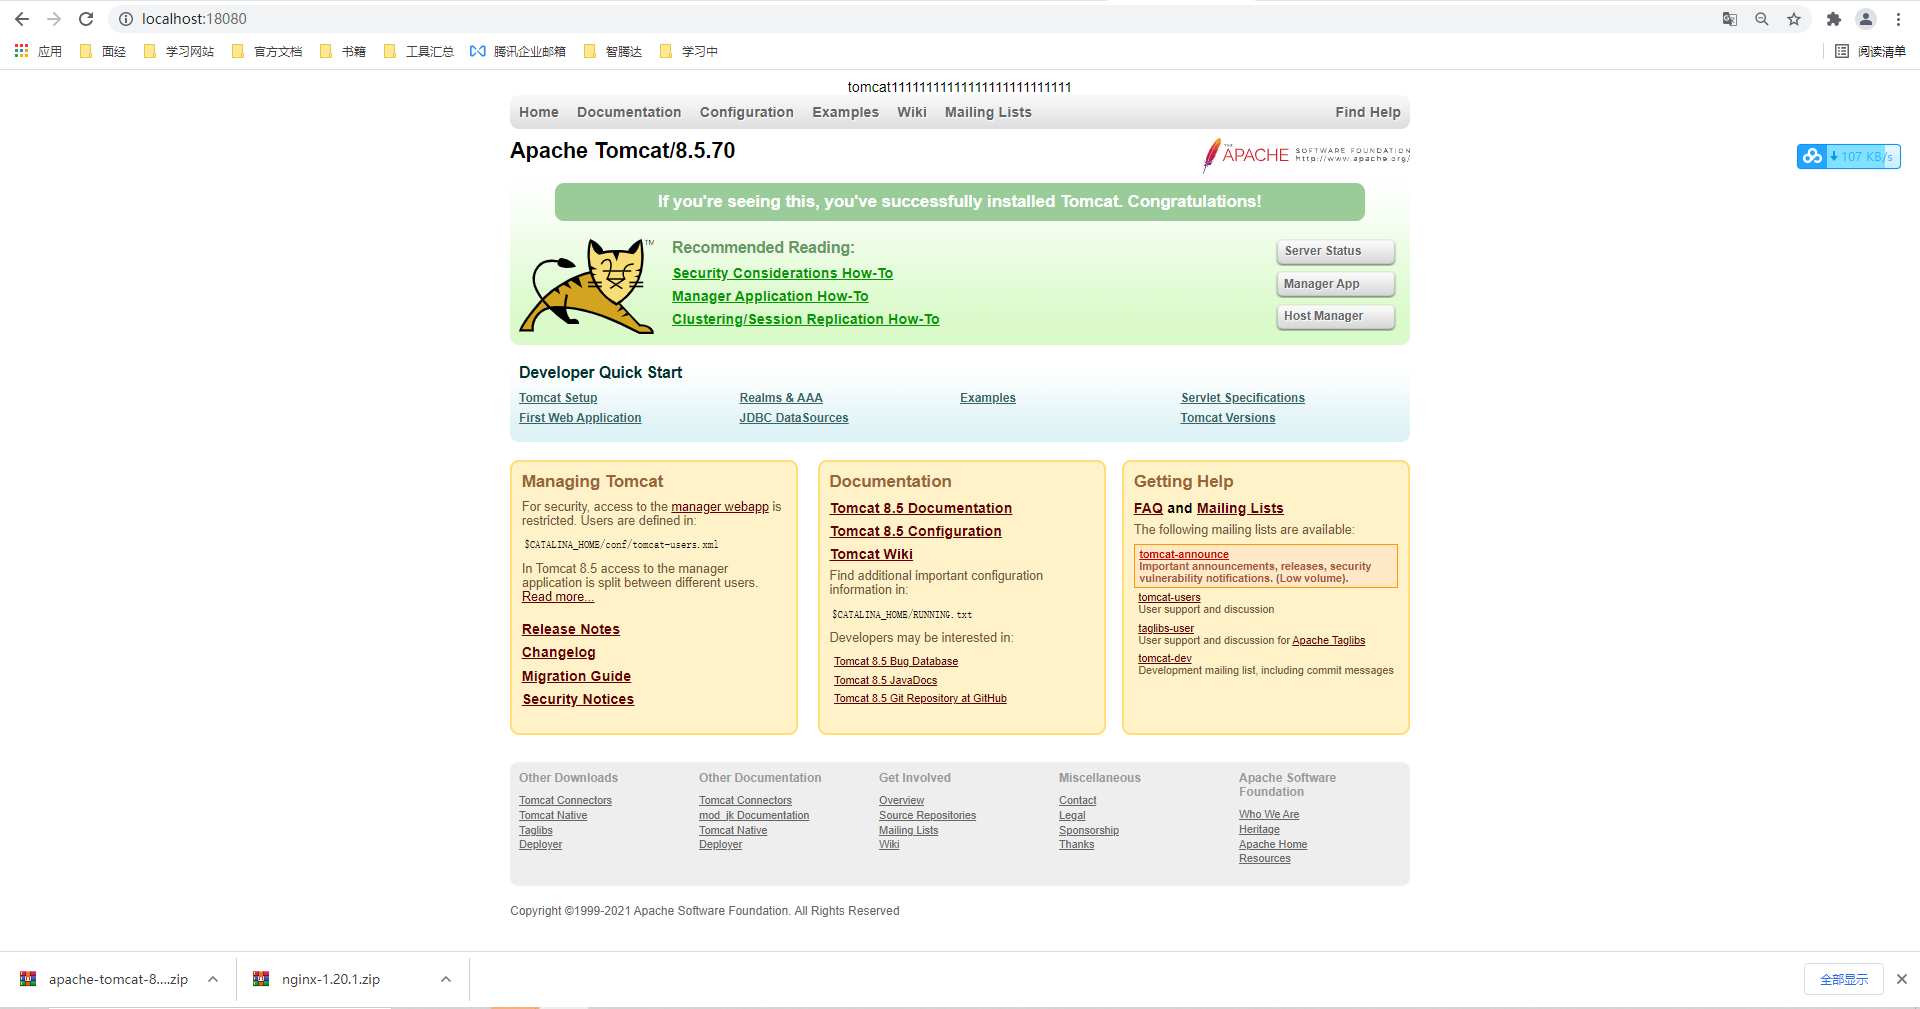 localhost:18080
应用 面经 学习网站 官方文档 书籍 工具汇总 腾讯企业邮箱 智腾达 学习中 阅读清单
tomcat11111111111111111111111111
Home Documentation Configuration Examples Wiki Mailing Lists Find Help
Apache Tomcat/8.5.70
THE APACHE SOFTWARE FOUNDATION
http://www.apache.org/
107 KB/s
If you're seeing this, you've successfully installed Tomcat. Congratulations!
TM
Recommended Reading:
Security Considerations How-To
Manager Application How-To
Clustering/Session Replication How-To
Server Status
Manager App
Host Manager
Developer Quick Start
Tomcat Setup
First Web Application
Realms & AAA
JDBC DataSources
Examples
Servlet Specifications
Tomcat Versions
Managing Tomcat
For security, access to the manager webapp is
restricted. Users are defined in:
$CATALINA_HOME/conf/tomcat-users.xml
In Tomcat 8.5 access to the manager
application is split between different users.
Read more...
Release Notes
Changelog
Migration Guide
Security Notices
Documentation
Tomcat 8.5 Documentation
Tomcat 8.5 Configuration
Tomcat Wiki
Find additional important configuration
information in:
$CATALINA_HOME/RUNNING.txt
Developers may be interested in:
Tomcat 8.5 Bug Database
Tomcat 8.5 JavaDocs
Tomcat 8.5 Git Repository at GitHub
Getting Help
FAQ and Mailing Lists
The following mailing lists are available:
tomcat-announce
Important announcements, releases, security
vulnerability notifications. (Low volume).
tomcat-users
User support and discussion
taglibs-user
User support and discussion for Apache Taglibs
tomcat-dev
Development mailing list, including commit messages
Other Downloads
Tomcat Connectors
Tomcat Native
Taglibs
Deployer
Other Documentation
Tomcat Connectors
mod_jk Documentation
Tomcat Native
Deployer
Get Involved
Overview
Source Repositories
Mailing Lists
Wiki
Miscellaneous
Contact
Legal
Sponsorship
Thanks
Apache Software
Foundation
Who We Are
Heritage
Apache Home
Resources
Copyright ©1999-2021 Apache Software Foundation. All Rights Reserved
apache-tomcat-8....zip
nginx-1.20.1.zip
全部显示